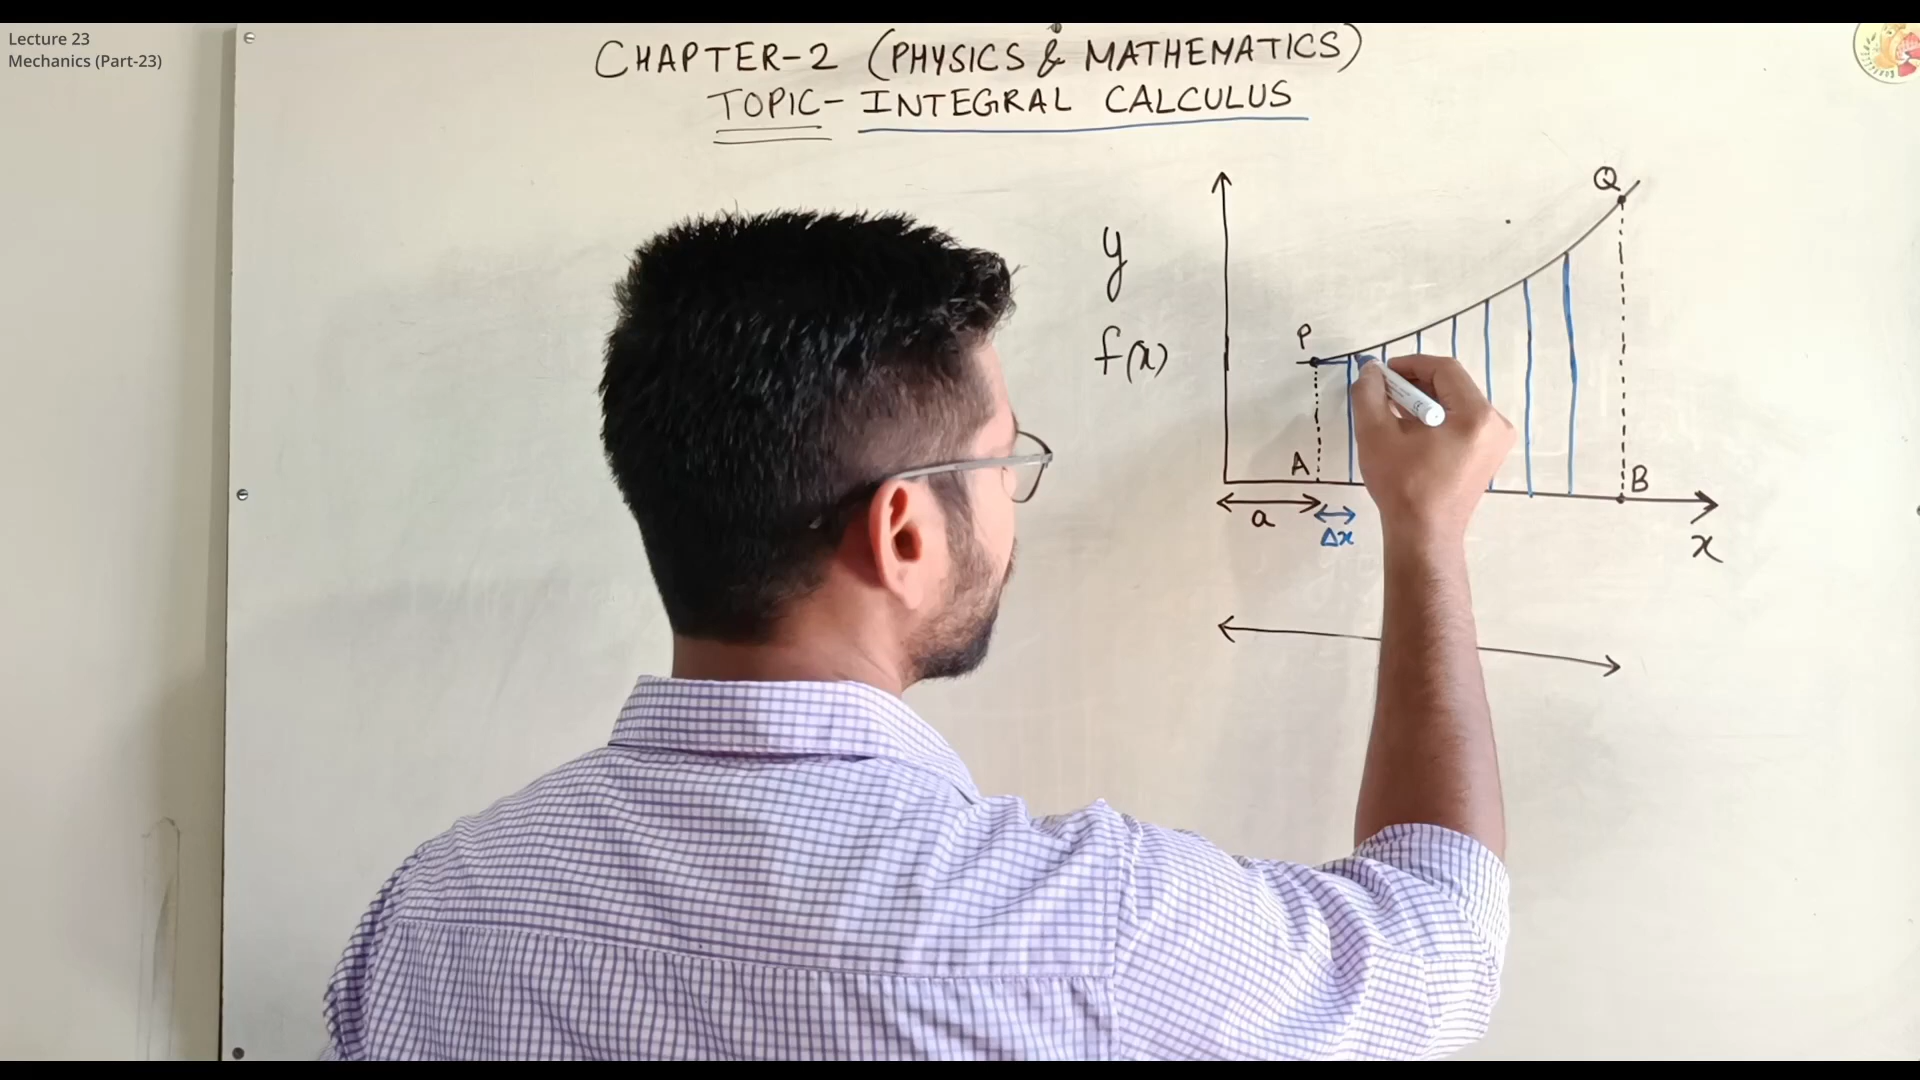 Lecture 23
Mechanics (Part-23)
CHAPTER-2 (PHYSICS & MATHEMATICS)
TOPIC- INTEGRAL CALCULUS
Q
y
P
f(x)
A
B
a
Δx
x